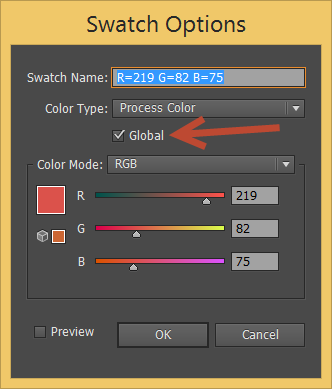 Swatch Options
Swatch Name: R=219 G=82 B=75
Color Type: Process Color
Global
Color Mode: RGB
R 219
G 82
B 75
Preview OK Cancel